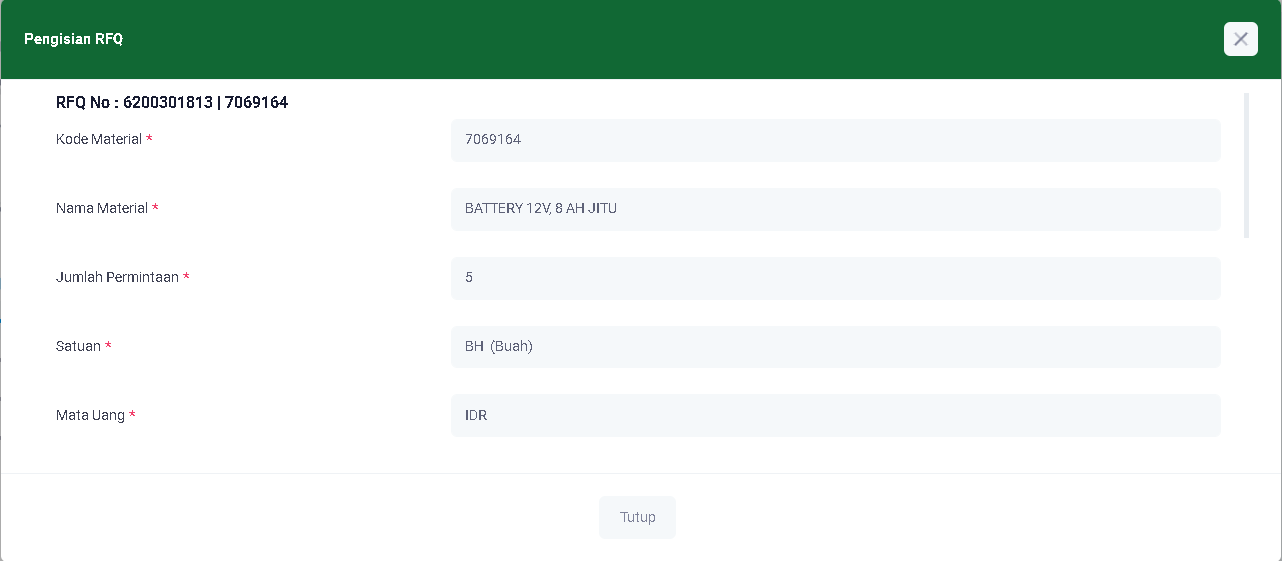 Pengisian RFQ
RFQ No : 6200301813 | 7069164
Kode Material * 7069164
Nama Material * BATTERY 12V, 8 AH JITU
Jumlah Permintaan * 5
Satuan * BH (Buah)
Mata Uang * IDR
Tutup